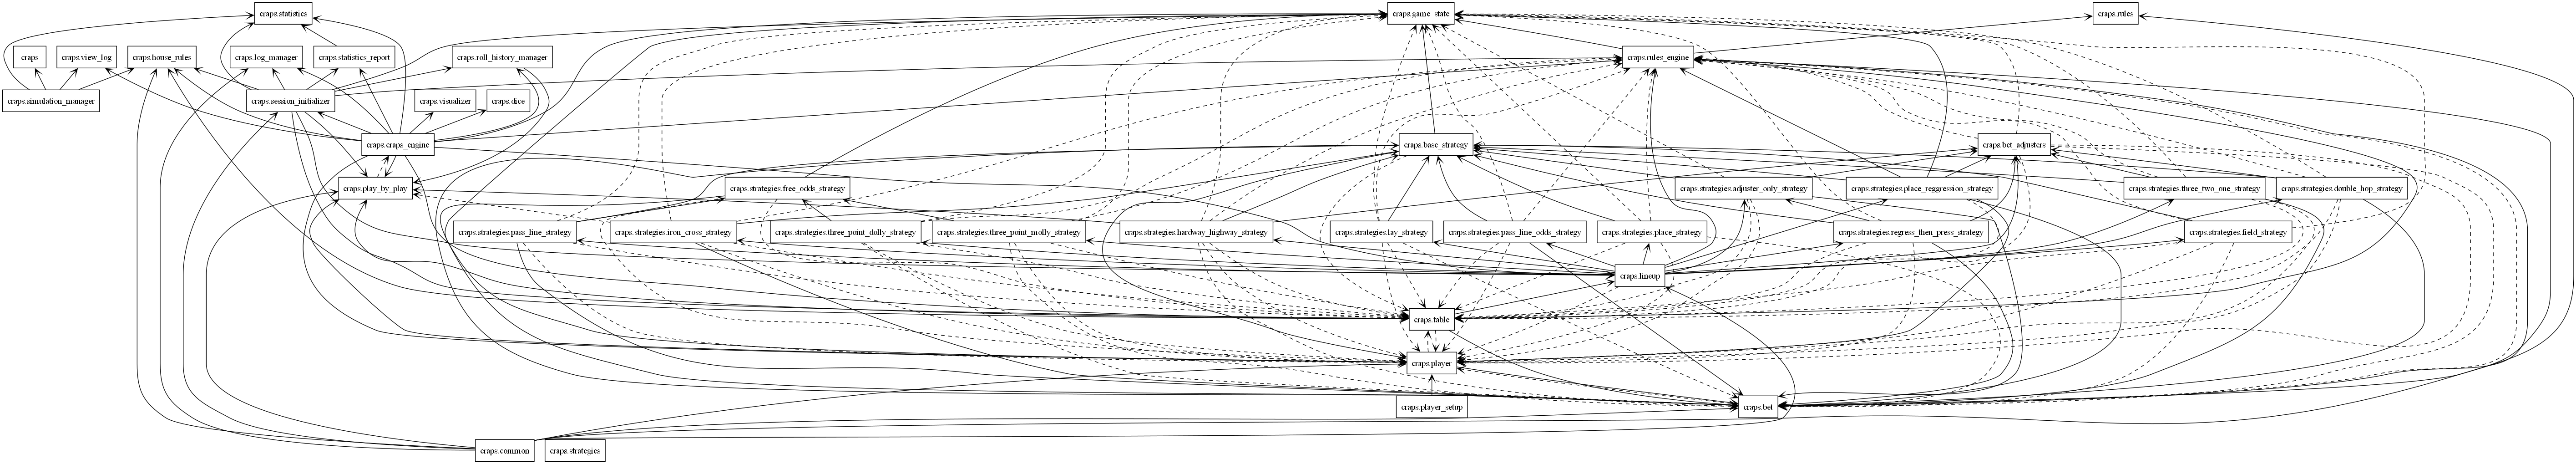 craps.statistics
craps.game_state
craps.rules
craps
craps.view_log
craps.house_rules
craps.log_manager
craps.statistics_report
craps.roll_history_manager
craps.rules_engine
craps.simulation_manager
craps.session_initializer
craps.visualizer
craps.dice
craps.craps_engine
craps.base_strategy
craps.bet_adjusters
craps.play_by_play
craps.strategies.free_odds_strategy
craps.strategies.adjuster_only_strategy
craps.strategies.place_reggression_strategy
craps.strategies.three_two_one_strategy
craps.strategies.double_hop_strategy
craps.strategies.pass_line_strategy
craps.strategies.iron_cross_strategy
craps.strategies.three_point_dolly_strategy
craps.strategies.three_point_molly_strategy
craps.strategies.hardway_highway_strategy
craps.strategies.lay_strategy
craps.strategies.pass_line_odds_strategy
craps.strategies.place_strategy
craps.strategies.regress_then_press_strategy
craps.strategies.field_strategy
craps.lineup
craps.table
craps.player
craps.player_setup
craps.bet
craps.common
craps.strategies